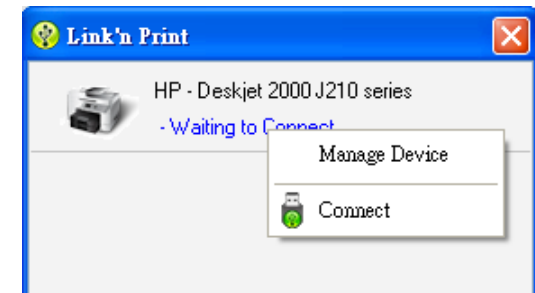 Link'n Print
HP - Deskjet 2000 J210 series
- Waiting to Connect
Manage Device
Connect